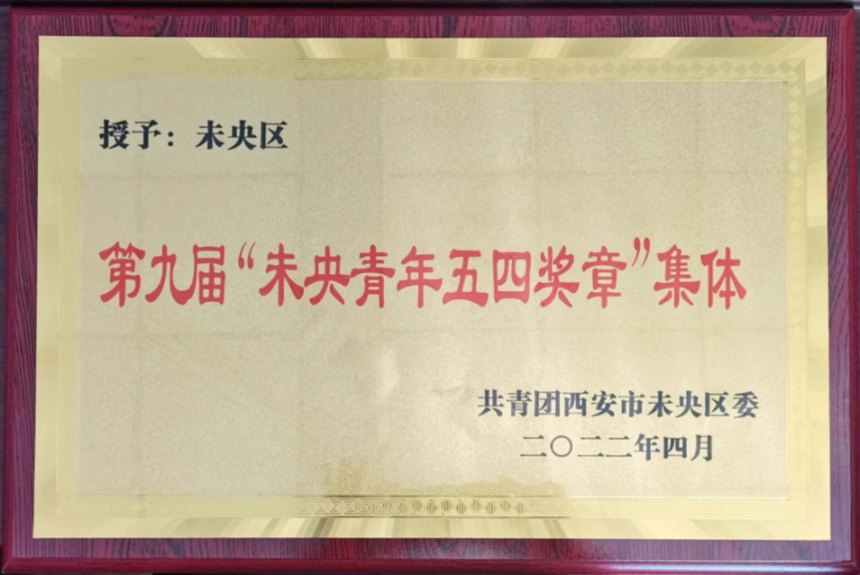 授予：未央区
第九届“未央青年五四奖章”集体
共青团西安市未央区委
二〇二二年四月